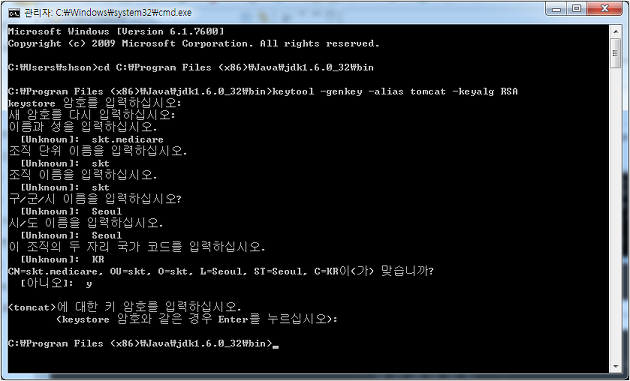 관리자: C:₩Windows₩system32₩cmd.exe
Microsoft Windows [Version 6.1.7600]
Copyright (c) 2009 Microsoft Corporation. All rights reserved.
C:₩Users₩shson>cd C:₩Program Files (x86)₩Java₩jdk1.6.0_32₩bin
C:₩Program Files (x86)₩Java₩jdk1.6.0_32₩bin>keytool -genkey -alias tomcat -keyalg RSA
keystore 암호를 입력하십시오:
새 암호를 다시 입력하십시오:
이름과 성을 입력하십시오.
[Unknown]:  skt.medicare
조직 단위 이름을 입력하십시오.
[Unknown]:  skt
조직 이름을 입력하십시오.
[Unknown]:  skt
구/군/시 이름을 입력하십시오?
[Unknown]:  Seoul
시/도 이름을 입력하십시오.
[Unknown]:  Seoul
이 조직의 두 자리 국가 코드를 입력하십시오.
[Unknown]:  KR
CN=skt.medicare, OU=skt, O=skt, L=Seoul, ST=Seoul, C=KR이(가) 맞습니까?
[아니오]:  y
<tomcat>에 대한 키 암호를 입력하십시오.
(keystore 암호와 같은 경우 Enter를 누르십시오):
C:₩Program Files (x86)₩Java₩jdk1.6.0_32₩bin>_